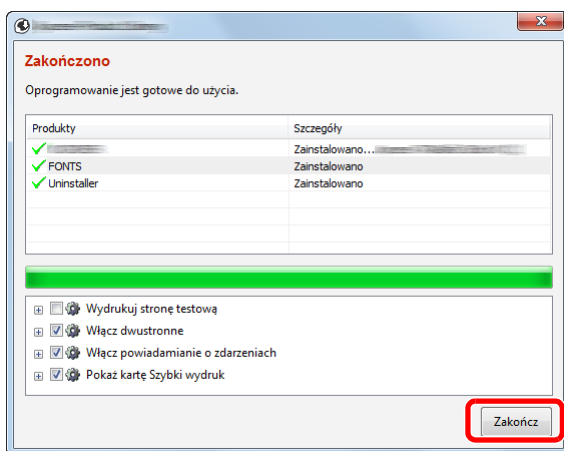 Zakończono
Oprogramowanie jest gotowe do użycia.
Produkty Szczegóły
Zainstalowano...
FONTS Zainstalowano
Uninstaller Zainstalowano
Wydrukuj stronę testową
Włącz dwustronne
Włącz powiadamianie o zdarzeniach
Pokaż kartę Szybki wydruk
Zakończ